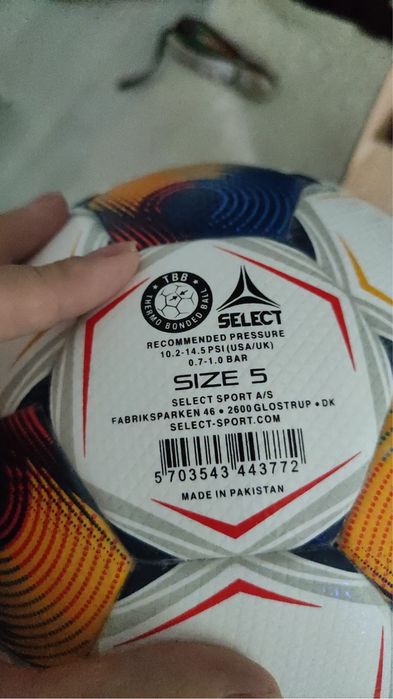 TBB
THERMO BONDED BALL
SELECT
RECOMMENDED PRESSURE
10.2-14.5 PSI (USA/UK)
0.7-1.0 BAR
SIZE 5
SELECT SPORT A/S
FABRIKSPARKEN 46 • 2600 GLOSTRUP • DK
SELECT-SPORT.COM
5 703543 443772
MADE IN PAKISTAN